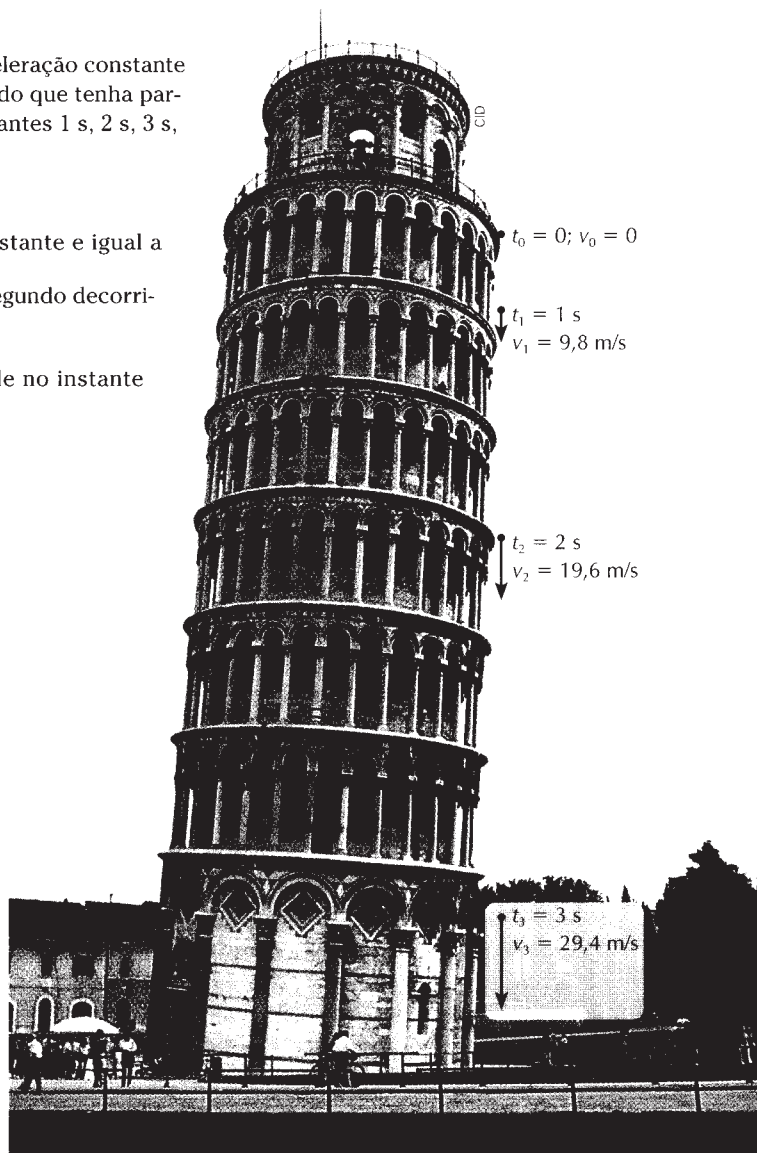 eleração constante
do que tenha par-
antes 1 s, 2 s, 3 s,
stante e igual a
egundo decorri-
le no instante
CID
t₀ = 0; v₀ = 0
t₁ = 1 s
v₁ = 9,8 m/s
t₂ = 2 s
v₂ = 19,6 m/s
t₃ = 3 s
v₃ = 29,4 m/s